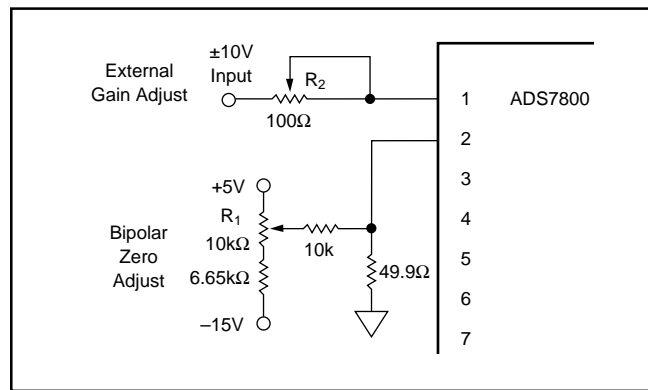 External
Gain Adjust
±10V
Input
R2
100Ω
1
ADS7800
2
3
4
5
6
7
+5V
R1
10kΩ
10k
Bipolar
Zero
Adjust
6.65kΩ
49.9Ω
–15V